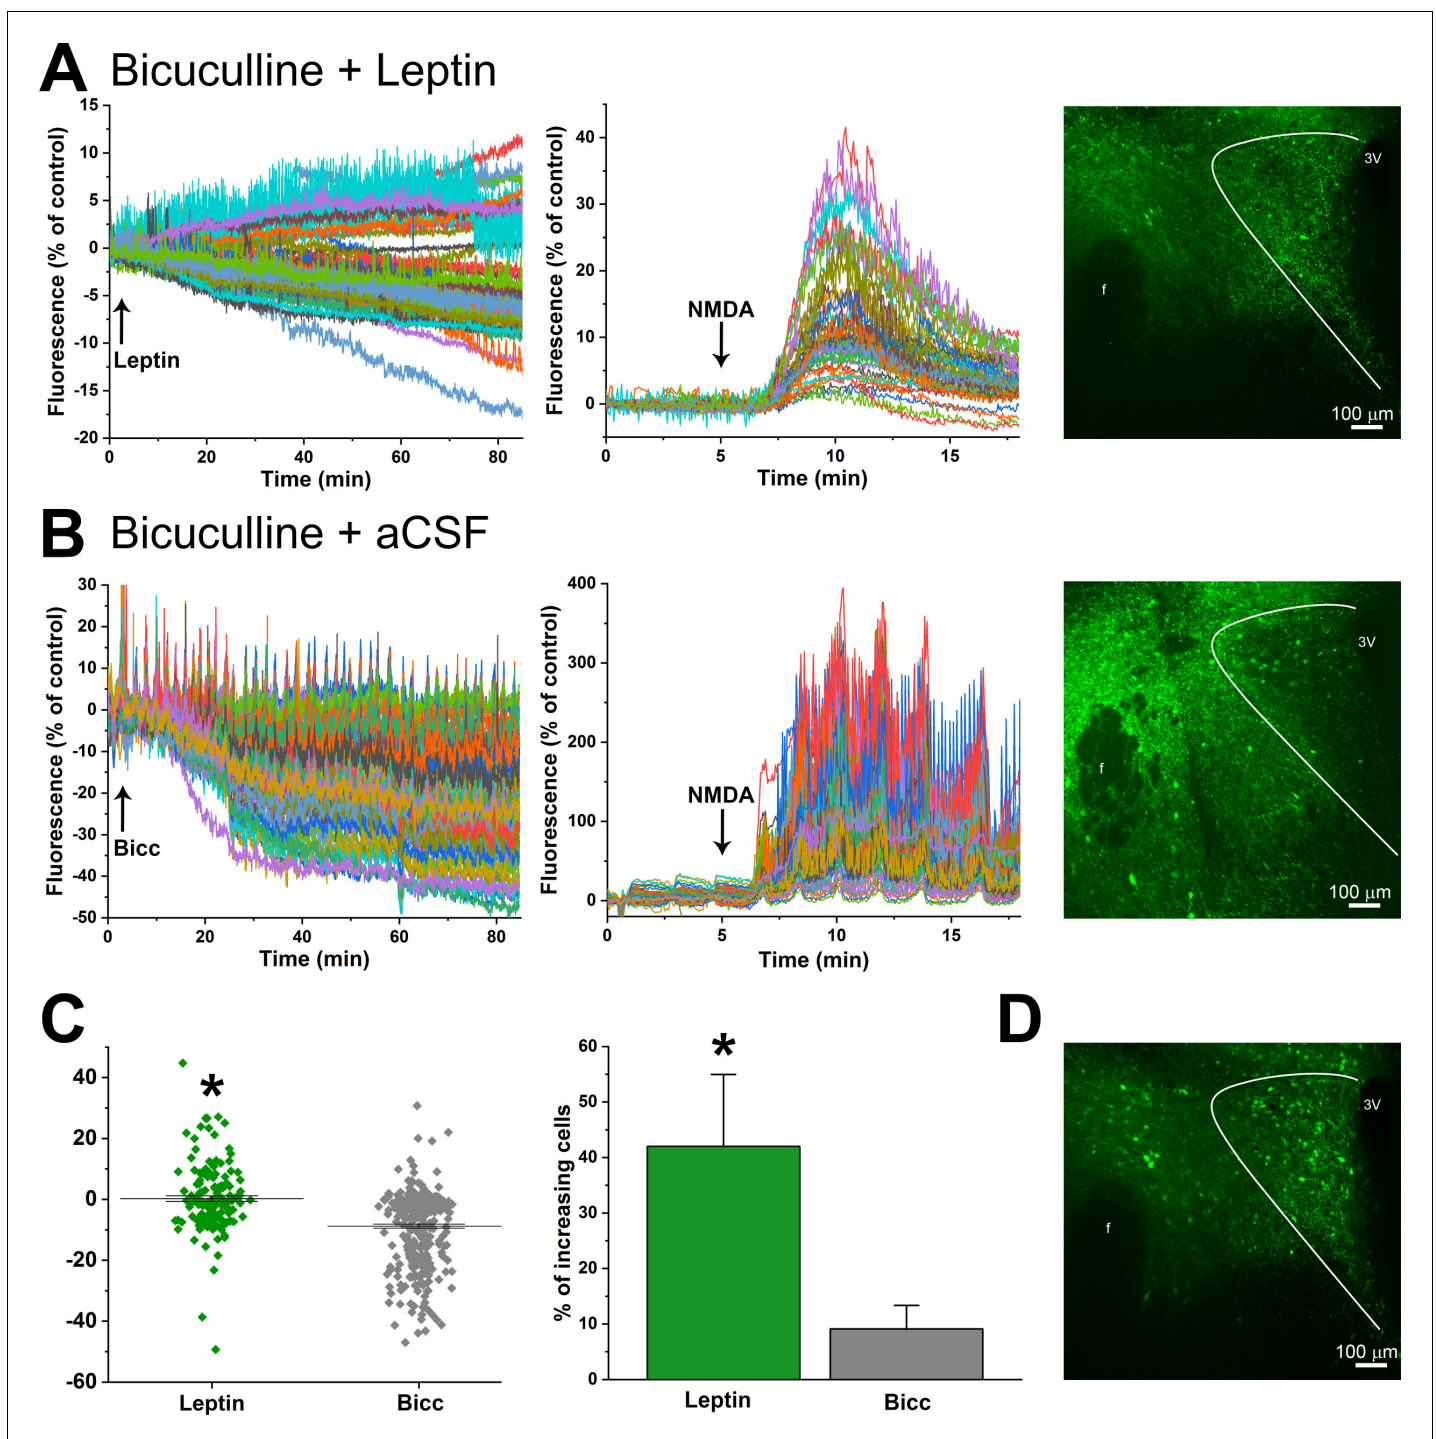 A Bicuculline + Leptin
Fluorescence (% of control)
15
10
5
0
-5
-10
-15
-20
Leptin
0 20 40 60 80
Time (min)
Fluorescence (% of control)
40
30
20
10
0
NMDA
0 5 10 15
Time (min)
3V
f
100 μm
B Bicuculline + aCSF
Fluorescence (% of control)
30
20
10
0
-10
-20
-30
-40
-50
Bicc
0 20 40 60 80
Time (min)
Fluorescence (% of control)
400
300
200
100
0
NMDA
0 5 10 15
Time (min)
3V
f
100 μm
C
40
20
0
-20
-40
-60
*
Leptin Bicc
% of increasing cells
60
50
40
30
20
10
0
*
Leptin Bicc
D
3V
f
100 μm